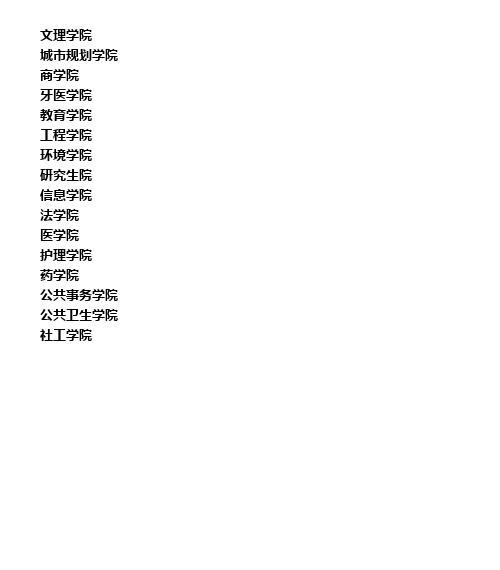 文理学院
城市规划学院
商学院
牙医学院
教育学院
工程学院
环境学院
研究生院
信息学院
法学院
医学院
护理学院
药学院
公共事务学院
公共卫生学院
社工学院